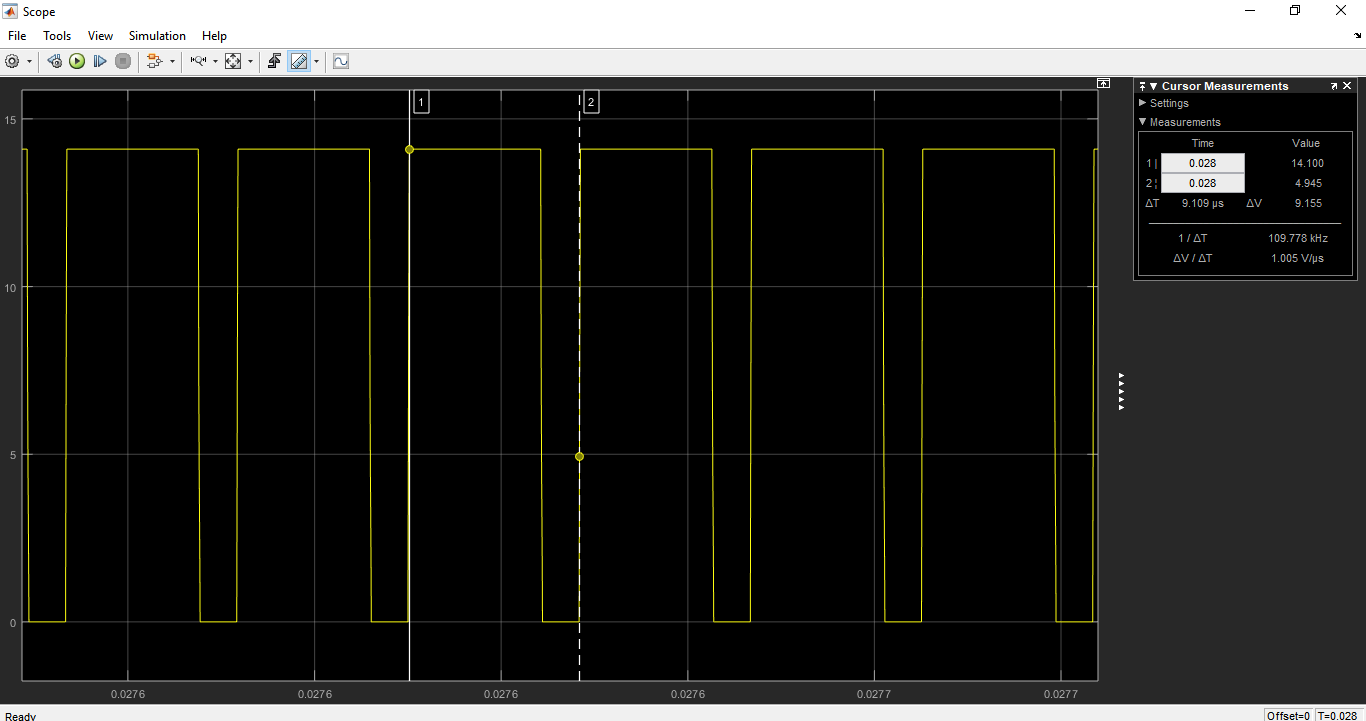 Scope
File Tools View Simulation Help
1
2
15
10
5
0
0.0276 0.0276 0.0276 0.0276 0.0277 0.0277
Cursor Measurements
Settings
Measurements
Time Value
1 | 0.028 14.100
2 ¦ 0.028 4.945
ΔT 9.109 µs ΔV 9.155
1 / ΔT 109.778 kHz
ΔV / ΔT 1.005 V/µs
Ready Offset=0 T=0.028